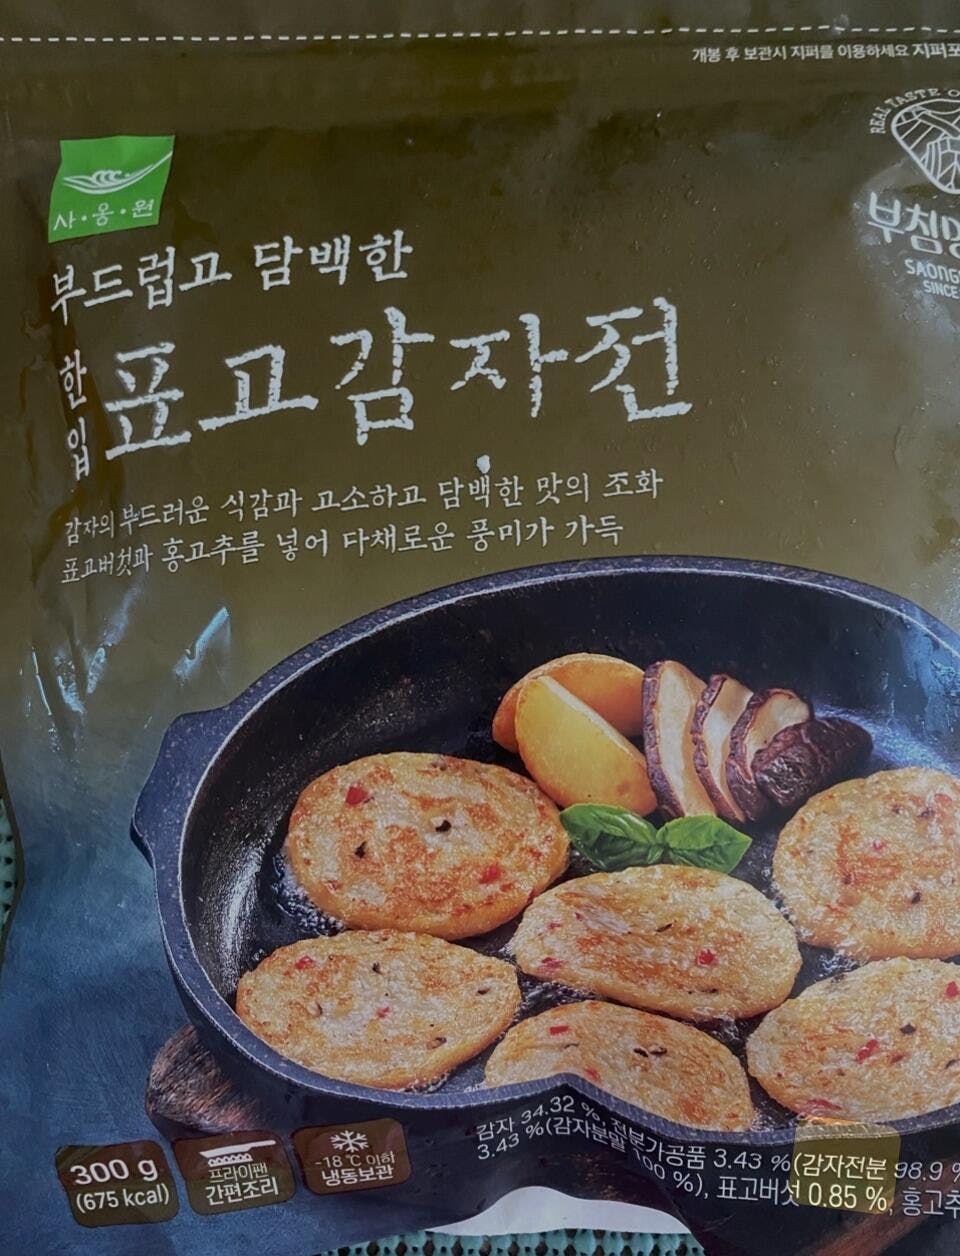 개봉 후 보관시 지퍼를 이용하세요 지퍼포
REAL TASTE O
사·옹·원
부침명
SAONG
SINCE
부드럽고 담백한
한입 표고감자전
감자의 부드러운 식감과 고소하고 담백한 맛의 조화
표고버섯과 홍고추를 넣어 다채로운 풍미가 가득
300 g
(675 kcal)
프라이팬
간편조리
-18 ℃ 이하
냉동보관
감자 34.32 %, 전분가공품 3.43 %(감자전분 98.9 %
3.43 %(감자분말 100 %), 표고버섯 0.85 %, 홍고추